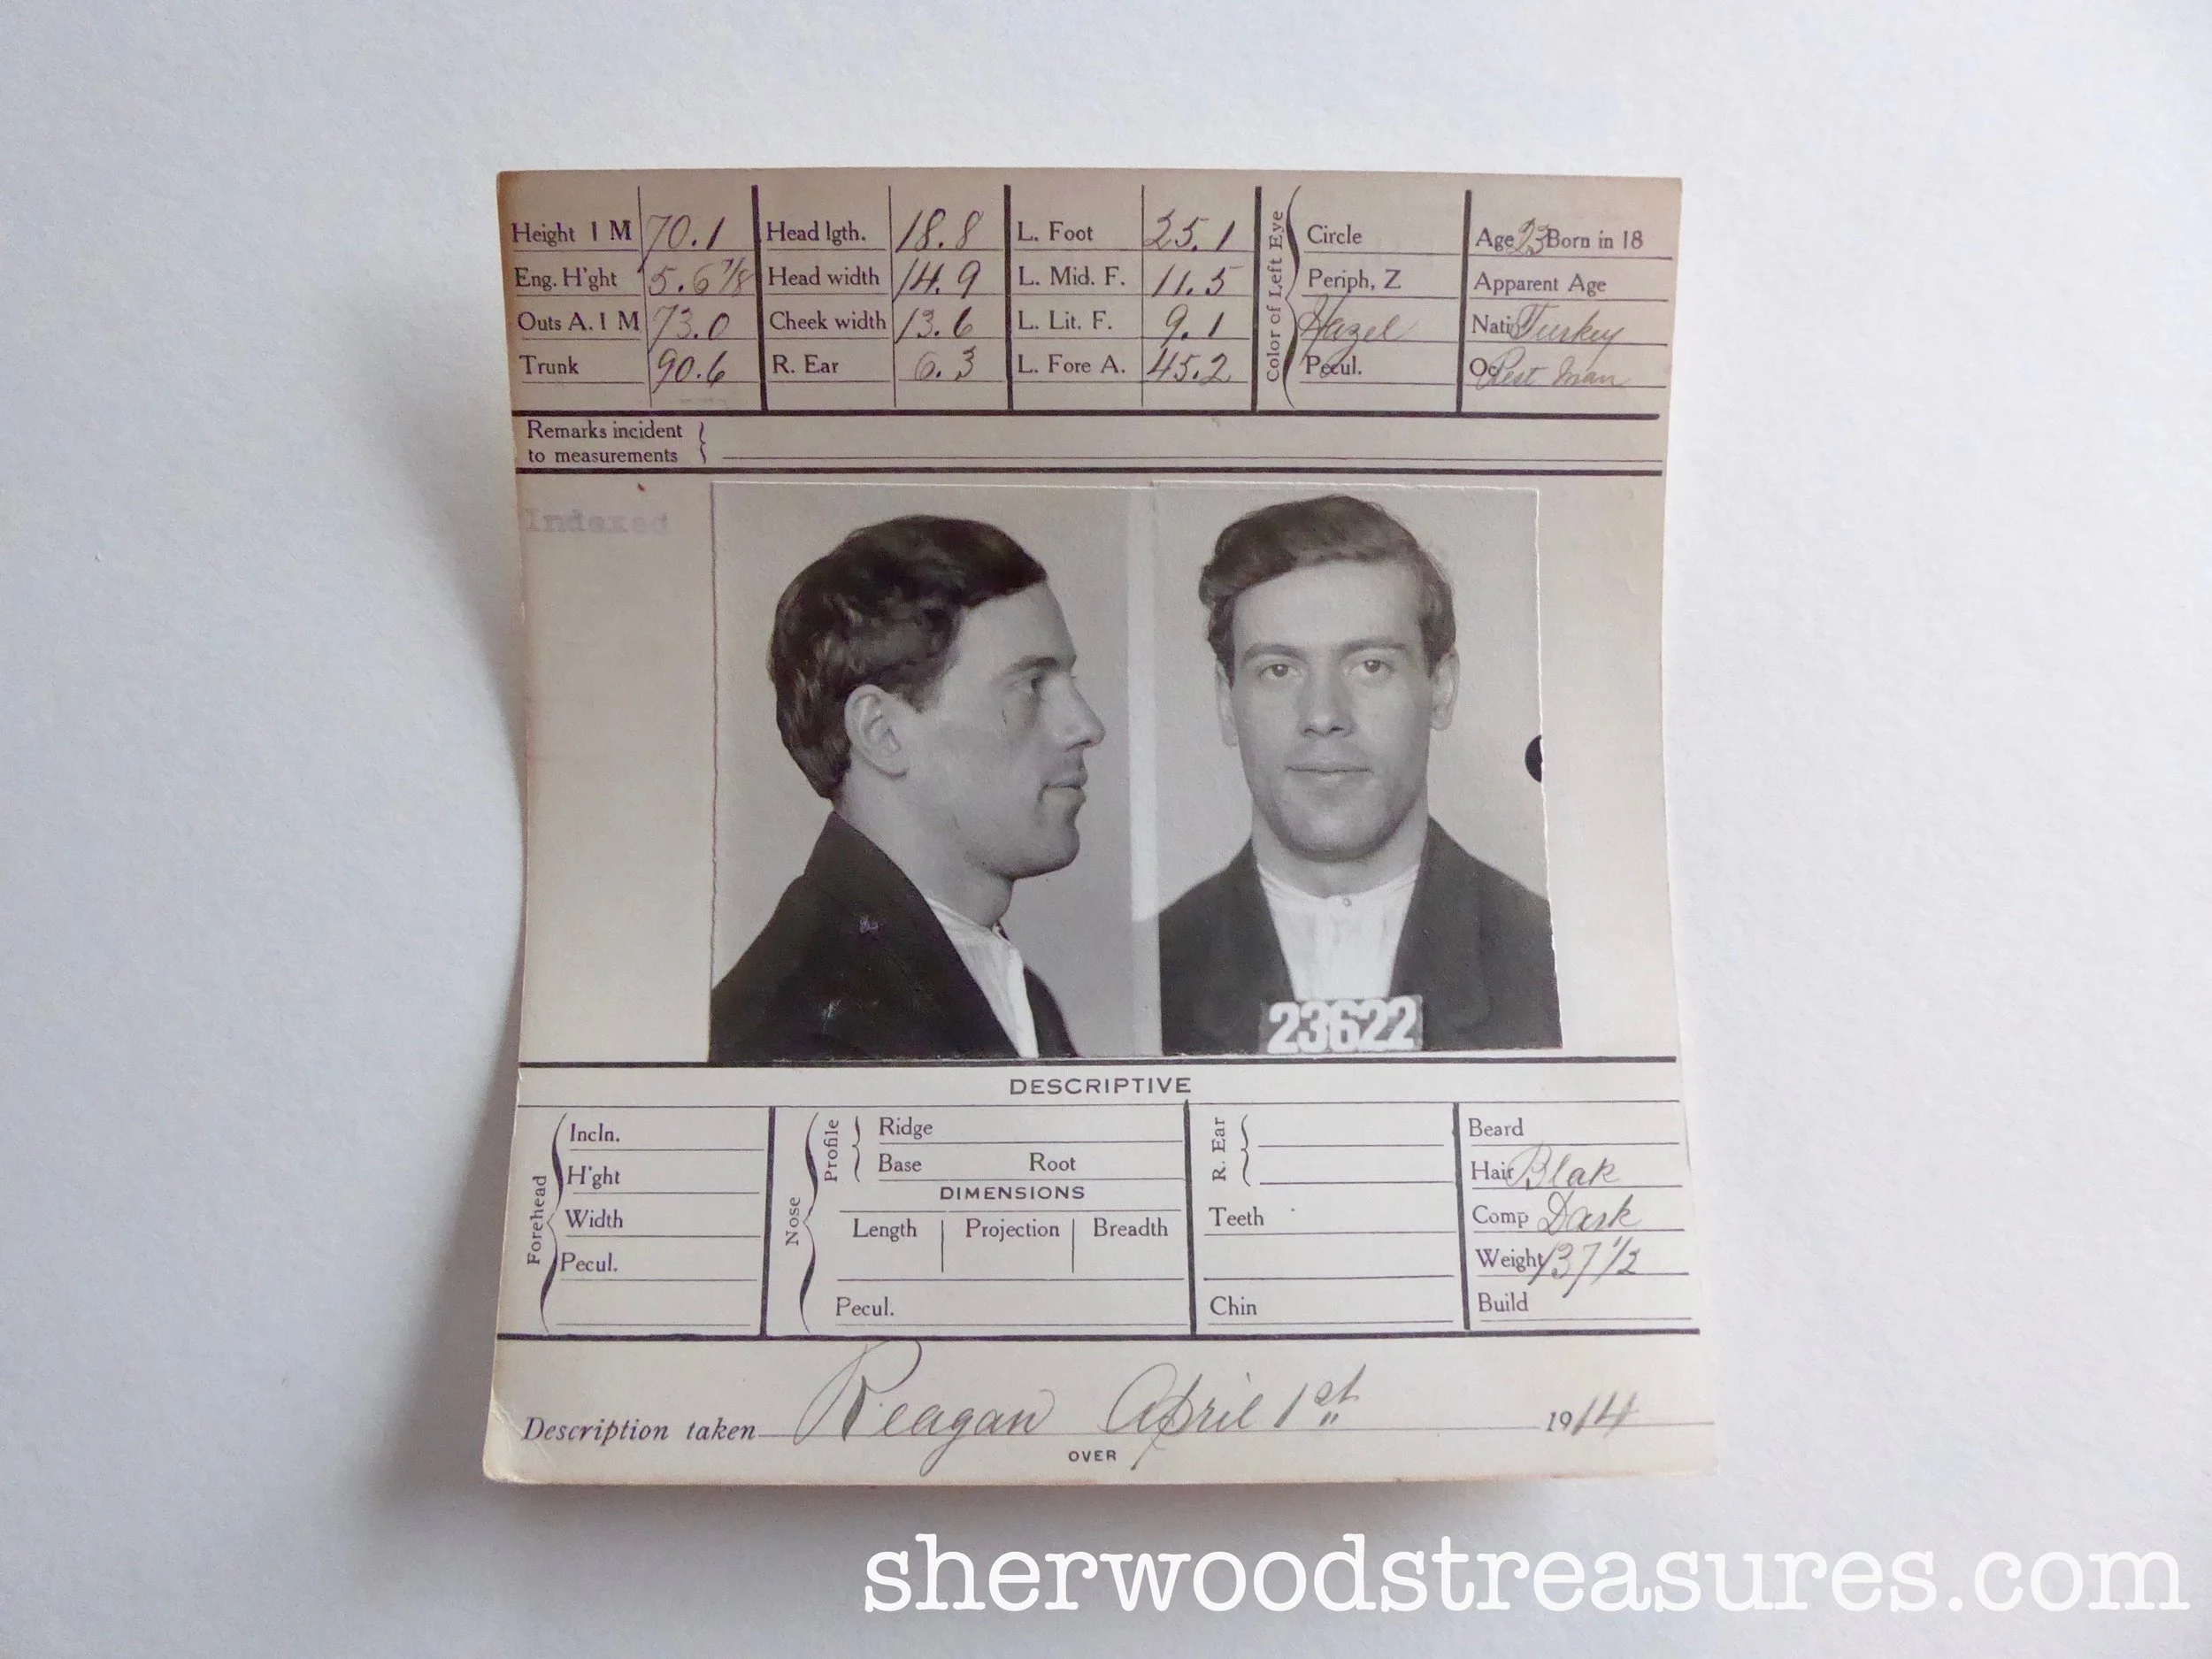 Height 1 M 70.1 Head lgth. 18.8 L. Foot 25.1 Circle Age 23 Born in 18
Eng. H'ght 5.6 7/8 Head width 14.9 L. Mid. F. 11.5 Periph, Z Apparent Age
Outs A. 1 M 73.0 Cheek width 13.6 L. Lit. F. 9.1 Hazel Nati Turkey
Trunk 90.6 R. Ear 6.3 L. Fore A. 45.2 Pecul. Oc Rest man
Color of Left Eye
Remarks incident
to measurements
Indexed
23622
DESCRIPTIVE
Forehead
Incln.
H'ght
Width
Pecul.
Nose
Profile
Ridge
Base Root
DIMENSIONS
Length Projection Breadth
Pecul.
R. Ear
Teeth
Chin
Beard
Hair Blak
Comp Dark
Weight 137 1/2
Build
Description taken Reagan April 1st 1914
OVER
sherwoodstreasures.com